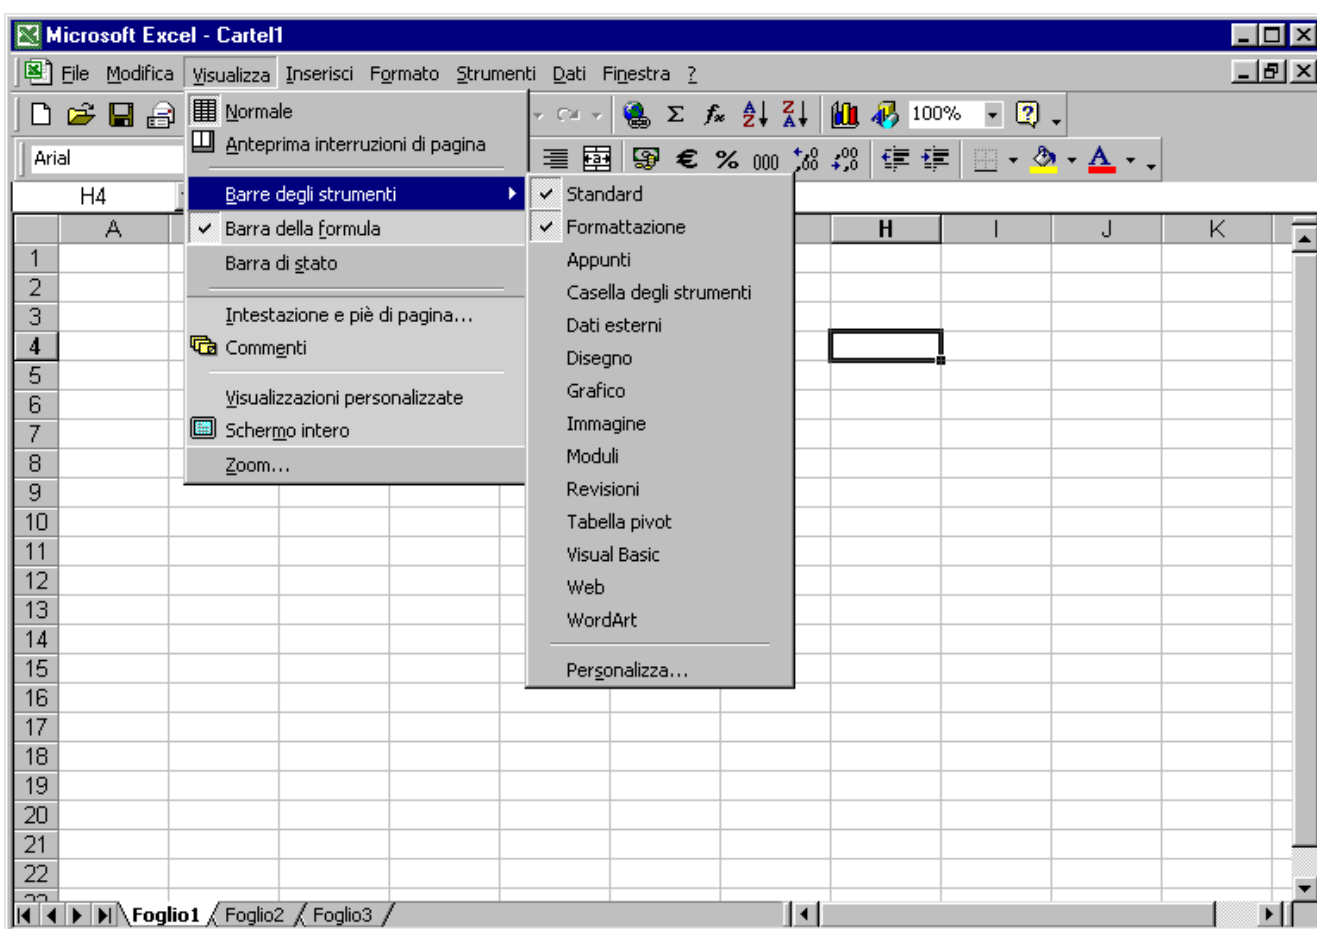 Microsoft Excel - Cartel1
File Modifica Visualizza Inserisci Formato Strumenti Dati Finestra ?
100%
Arial
€ % 000
H4
Normale
Anteprima interruzioni di pagina
Barre degli strumenti
Barra della formula
Barra di stato
Intestazione e piè di pagina...
Commenti
Visualizzazioni personalizzate
Schermo intero
Zoom...
Standard
Formattazione
Appunti
Casella degli strumenti
Dati esterni
Disegno
Grafico
Immagine
Moduli
Revisioni
Tabella pivot
Visual Basic
Web
WordArt
Personalizza...
A H I J K
1
2
3
4
5
6
7
8
9
10
11
12
13
14
15
16
17
18
19
20
21
22
Foglio1 Foglio2 Foglio3